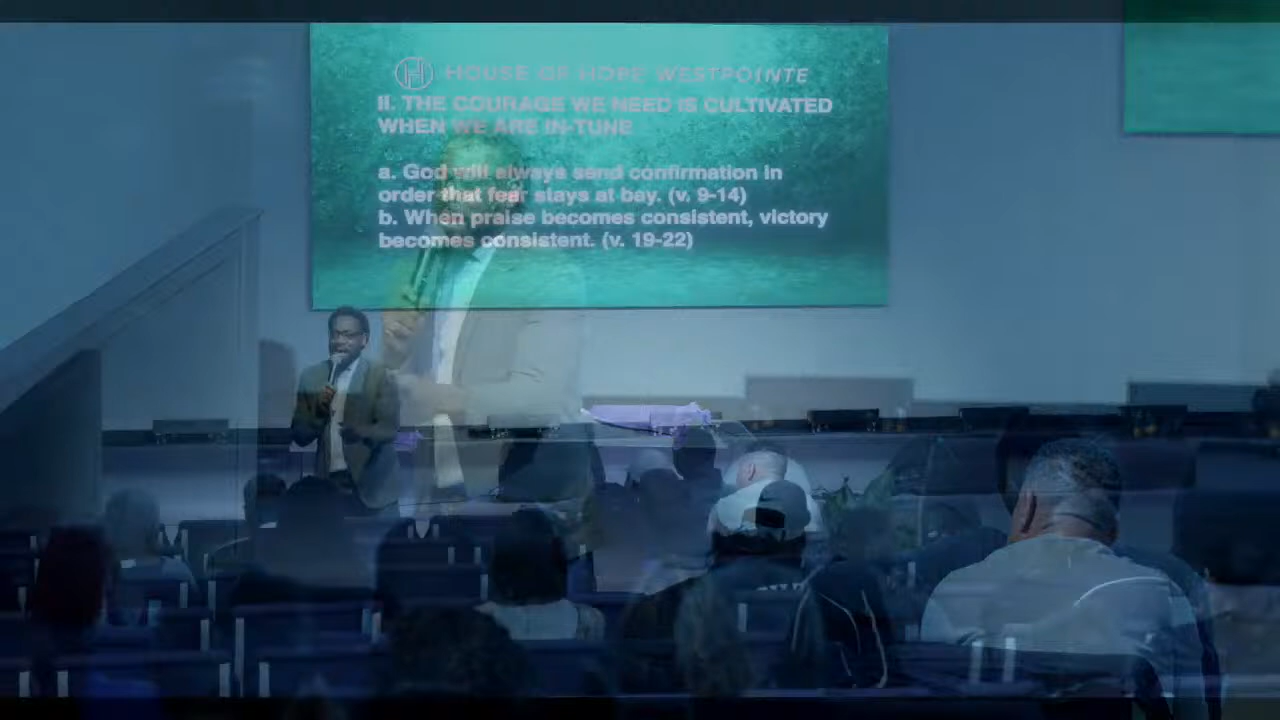 HOUSE OF HOPE WESTPOINTE
II. THE COURAGE WE NEED IS CULTIVATED
WHEN WE ARE IN-TUNE
a. God will always send confirmation in
order that fear stays at bay. (v. 9-14)
b. When praise becomes consistent, victory
becomes consistent. (v. 19-22)